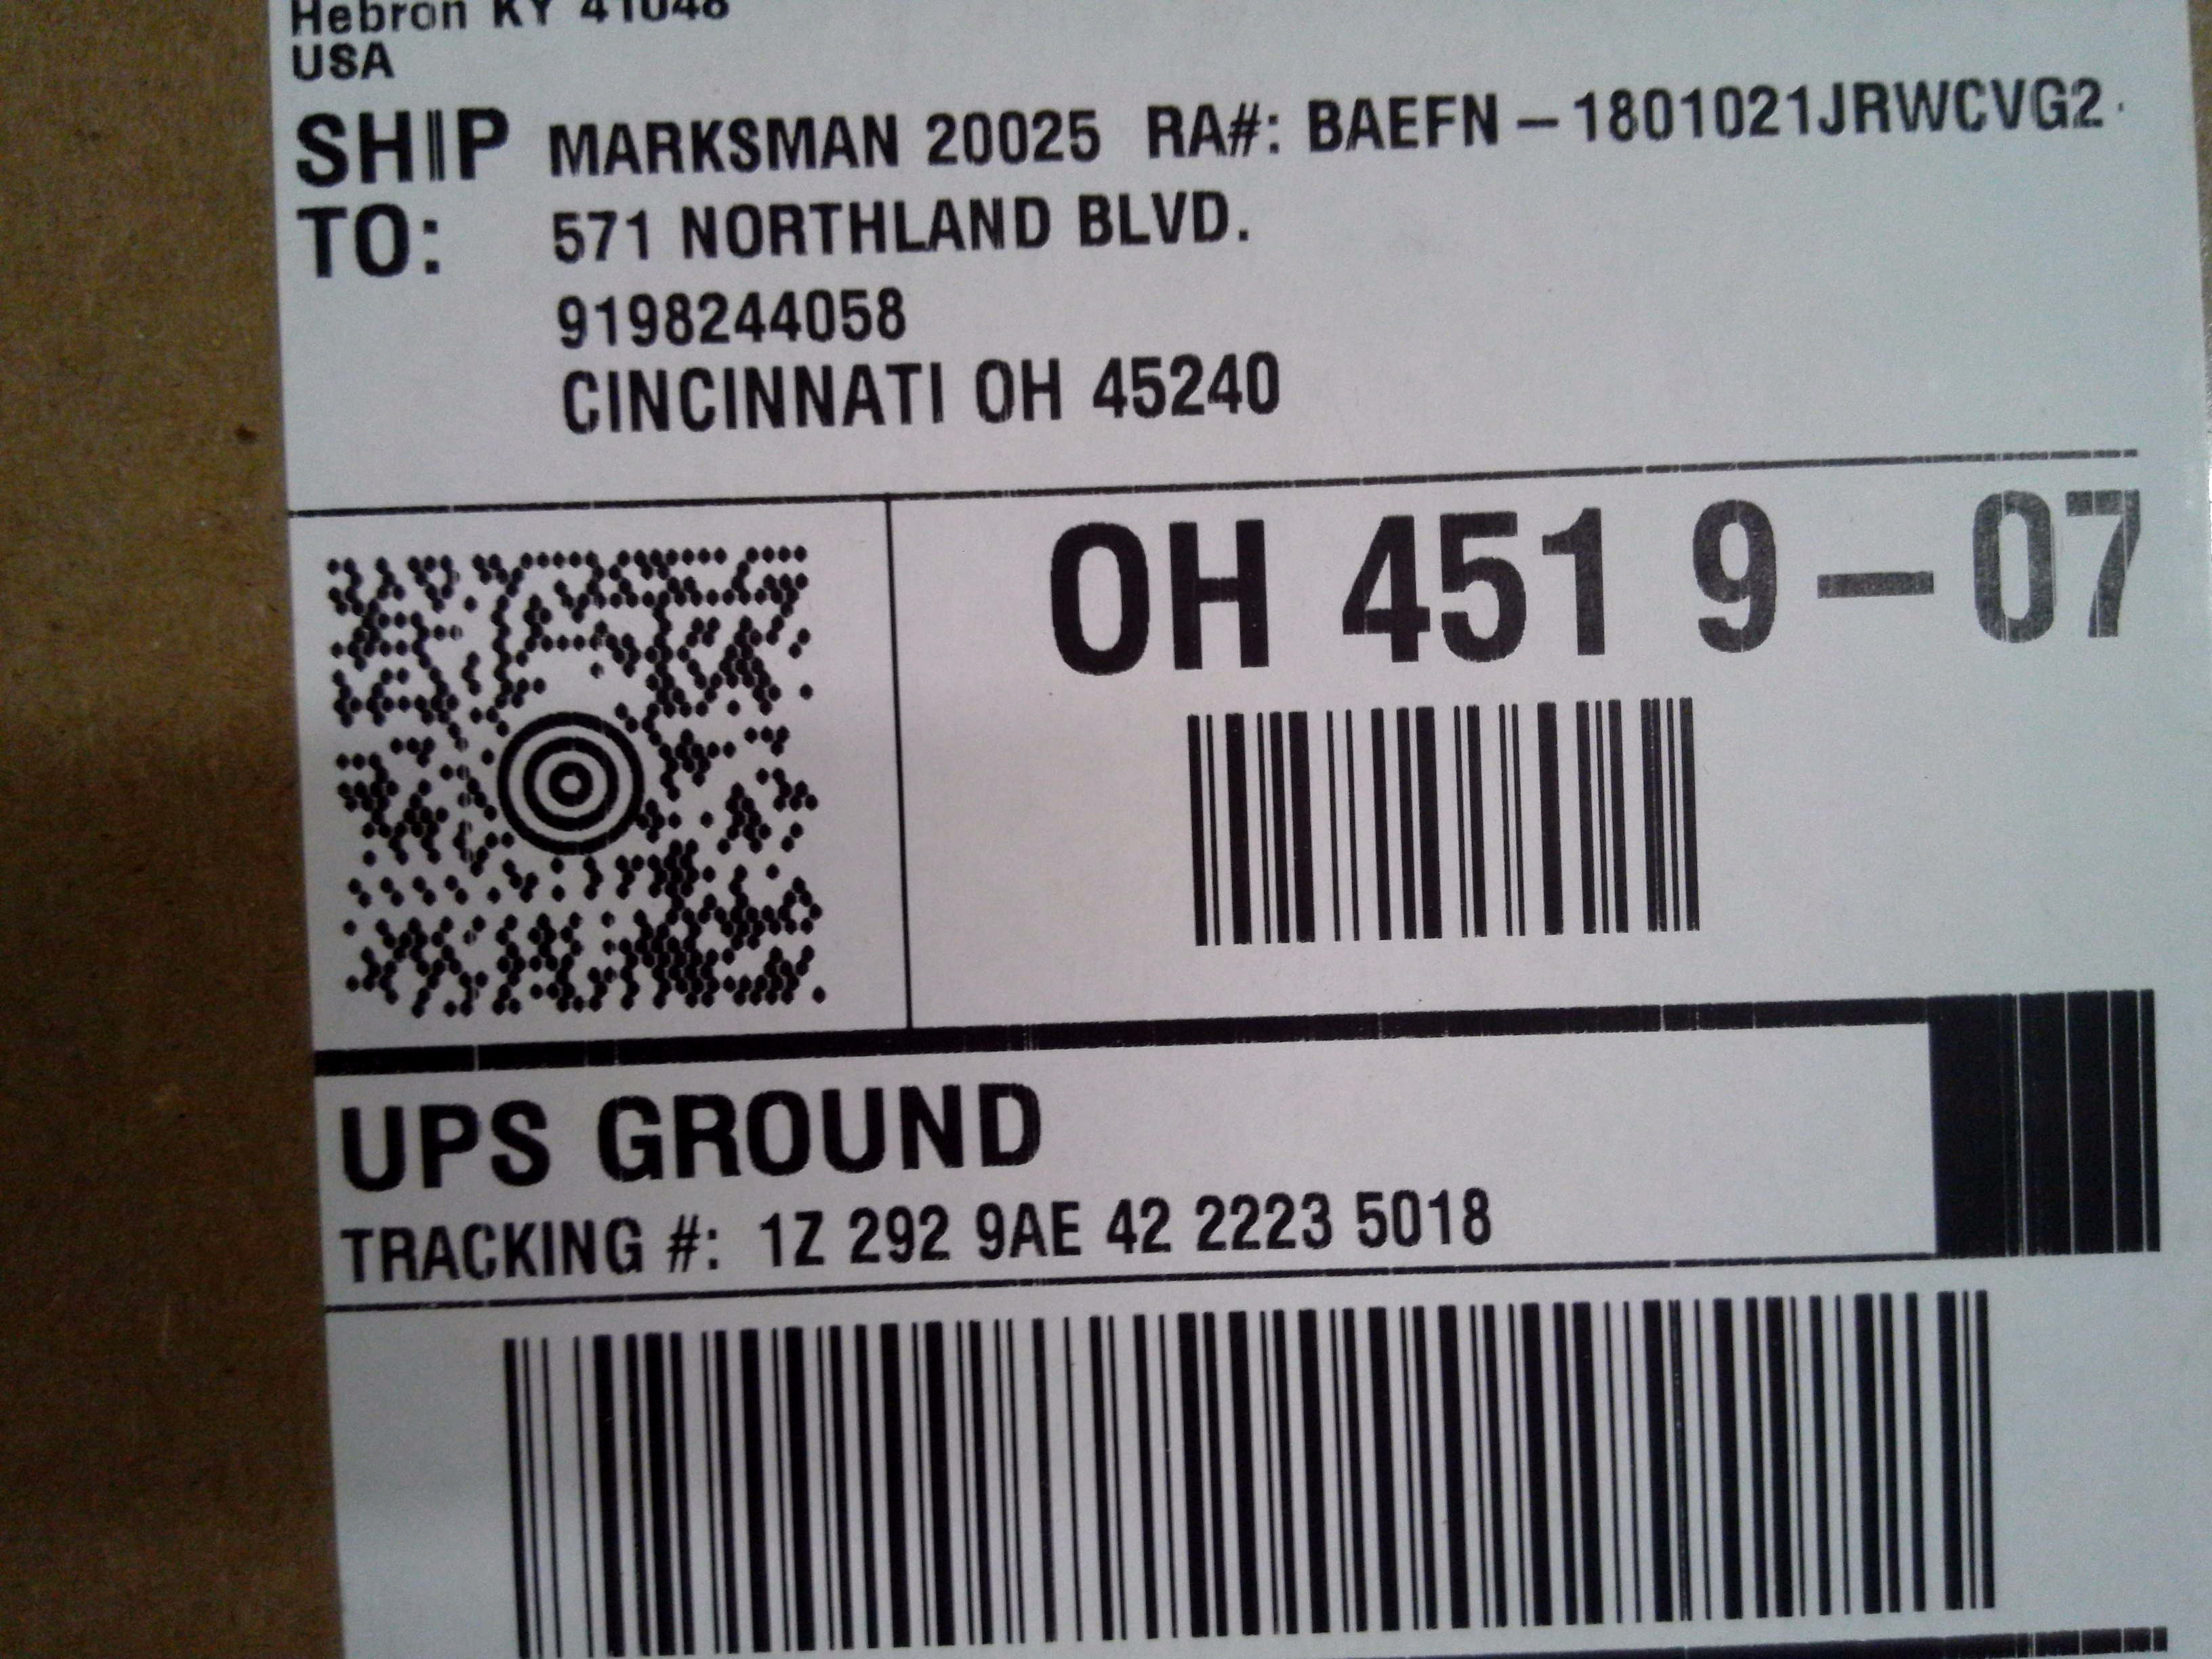 Hebron KY 41048
USA
SHIP TO:
MARKSMAN 20025 RA#: BAEFN-1801021JRWCVG2
571 NORTHLAND BLVD.
9198244058
CINCINNATI OH 45240
OH 451 9-07
UPS GROUND
TRACKING #: 1Z 292 9AE 42 2223 5018